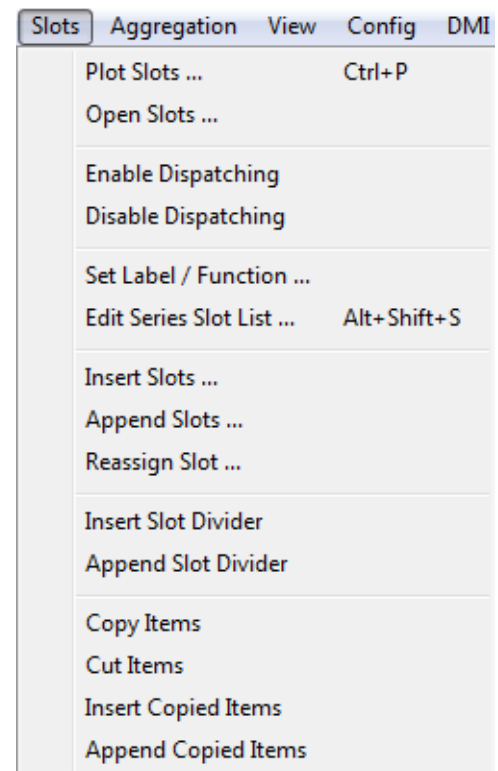 Slots Aggregation View Config DMI
Plot Slots ... Ctrl+P
Open Slots ...
Enable Dispatching
Disable Dispatching
Set Label / Function ...
Edit Series Slot List ... Alt+Shift+S
Insert Slots ...
Append Slots ...
Reassign Slot ...
Insert Slot Divider
Append Slot Divider
Copy Items
Cut Items
Insert Copied Items
Append Copied Items